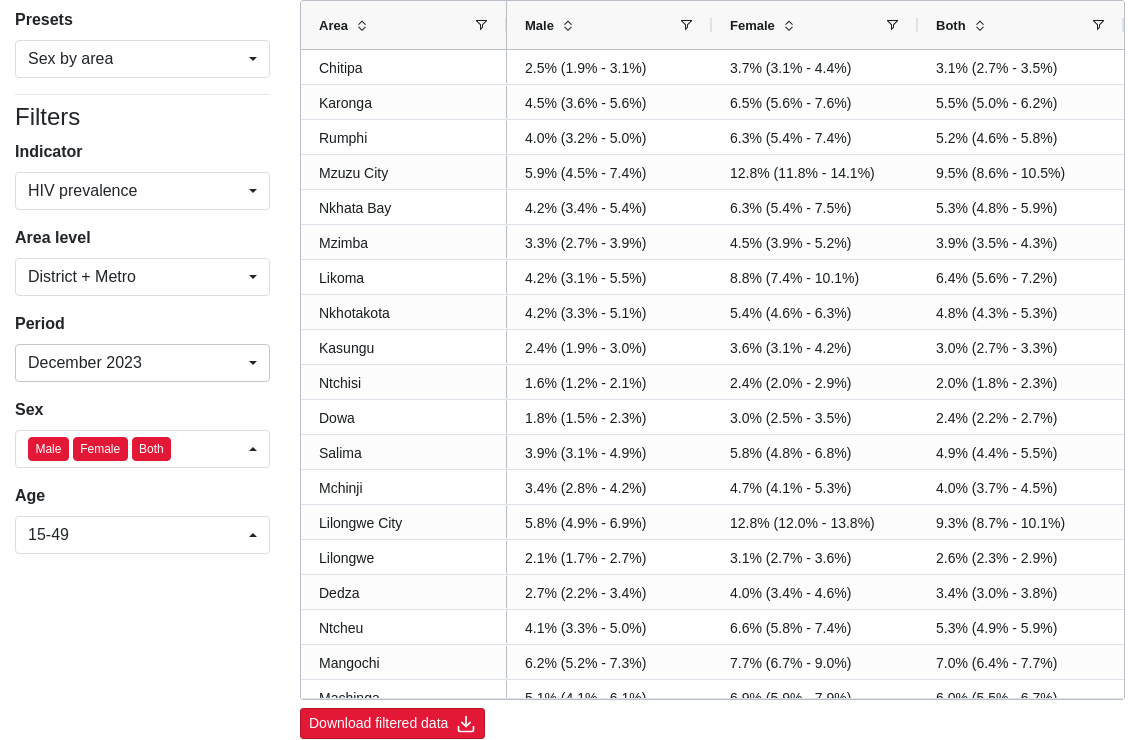 Presets
Sex by area
Filters
Indicator
HIV prevalence
Area level
District + Metro
Period
December 2023
Sex
Male Female Both
Age
15-49
Area Male Female Both
Chitipa 2.5% (1.9% - 3.1%) 3.7% (3.1% - 4.4%) 3.1% (2.7% - 3.5%)
Karonga 4.5% (3.6% - 5.6%) 6.5% (5.6% - 7.6%) 5.5% (5.0% - 6.2%)
Rumphi 4.0% (3.2% - 5.0%) 6.3% (5.4% - 7.4%) 5.2% (4.6% - 5.8%)
Mzuzu City 5.9% (4.5% - 7.4%) 12.8% (11.8% - 14.1%) 9.5% (8.6% - 10.5%)
Nkhata Bay 4.2% (3.4% - 5.4%) 6.3% (5.4% - 7.5%) 5.3% (4.8% - 5.9%)
Mzimba 3.3% (2.7% - 3.9%) 4.5% (3.9% - 5.2%) 3.9% (3.5% - 4.3%)
Likoma 4.2% (3.1% - 5.5%) 8.8% (7.4% - 10.1%) 6.4% (5.6% - 7.2%)
Nkhotakota 4.2% (3.3% - 5.1%) 5.4% (4.6% - 6.3%) 4.8% (4.3% - 5.3%)
Kasungu 2.4% (1.9% - 3.0%) 3.6% (3.1% - 4.2%) 3.0% (2.7% - 3.3%)
Ntchisi 1.6% (1.2% - 2.1%) 2.4% (2.0% - 2.9%) 2.0% (1.8% - 2.3%)
Dowa 1.8% (1.5% - 2.3%) 3.0% (2.5% - 3.5%) 2.4% (2.2% - 2.7%)
Salima 3.9% (3.1% - 4.9%) 5.8% (4.8% - 6.8%) 4.9% (4.4% - 5.5%)
Mchinji 3.4% (2.8% - 4.2%) 4.7% (4.1% - 5.3%) 4.0% (3.7% - 4.5%)
Lilongwe City 5.8% (4.9% - 6.9%) 12.8% (12.0% - 13.8%) 9.3% (8.7% - 10.1%)
Lilongwe 2.1% (1.7% - 2.7%) 3.1% (2.7% - 3.6%) 2.6% (2.3% - 2.9%)
Dedza 2.7% (2.2% - 3.4%) 4.0% (3.4% - 4.6%) 3.4% (3.0% - 3.8%)
Ntcheu 4.1% (3.3% - 5.0%) 6.6% (5.8% - 7.4%) 5.3% (4.9% - 5.9%)
Mangochi 6.2% (5.2% - 7.3%) 7.7% (6.7% - 9.0%) 7.0% (6.4% - 7.7%)
Machinga 5.1% (4.1% - 6.1%) 6.9% (5.9% - 7.9%) 6.0% (5.5% - 6.7%)
Download filtered data